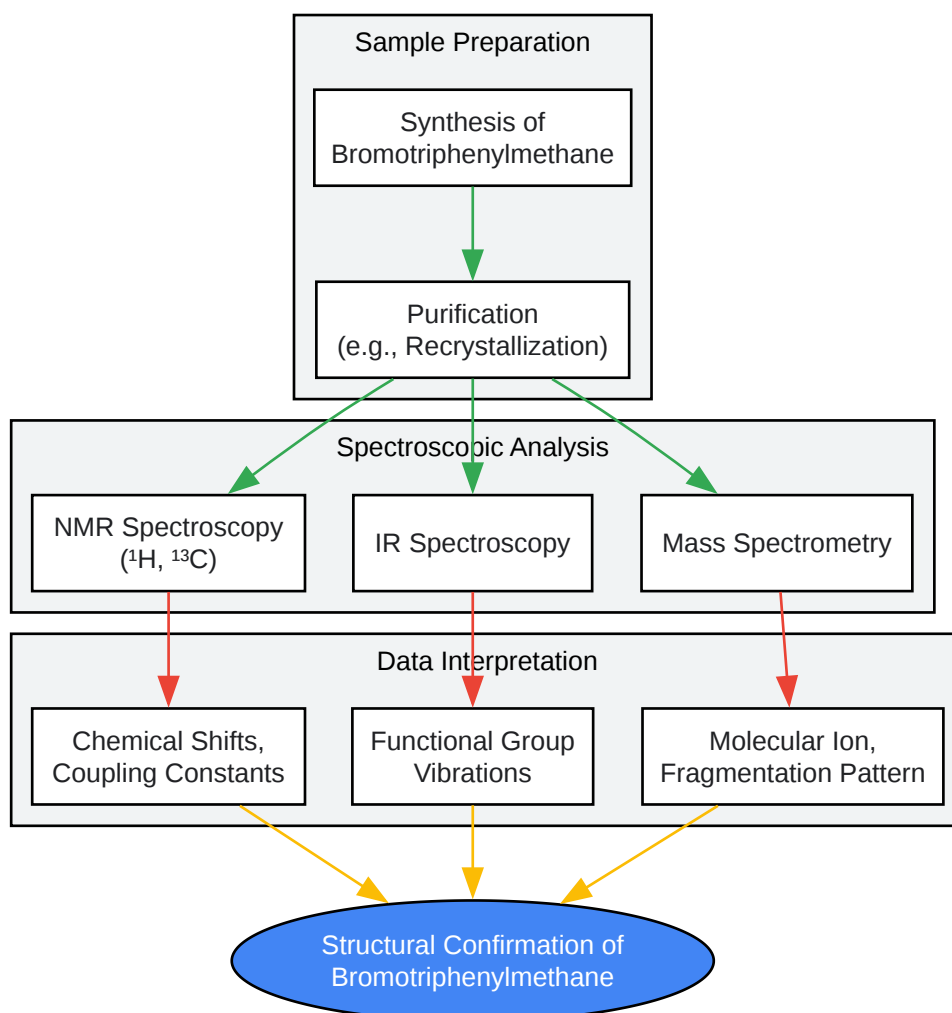 Sample Preparation
Synthesis of
Bromotriphenylmethane
Purification
(e.g., Recrystallization)
Spectroscopic Analysis
NMR Spectroscopy
(¹H, ¹³C)
IR Spectroscopy
Mass Spectrometry
Data Interpretation
Chemical Shifts,
Coupling Constants
Functional Group
Vibrations
Molecular Ion,
Fragmentation Pattern
Structural Confirmation of
Bromotriphenylmethane